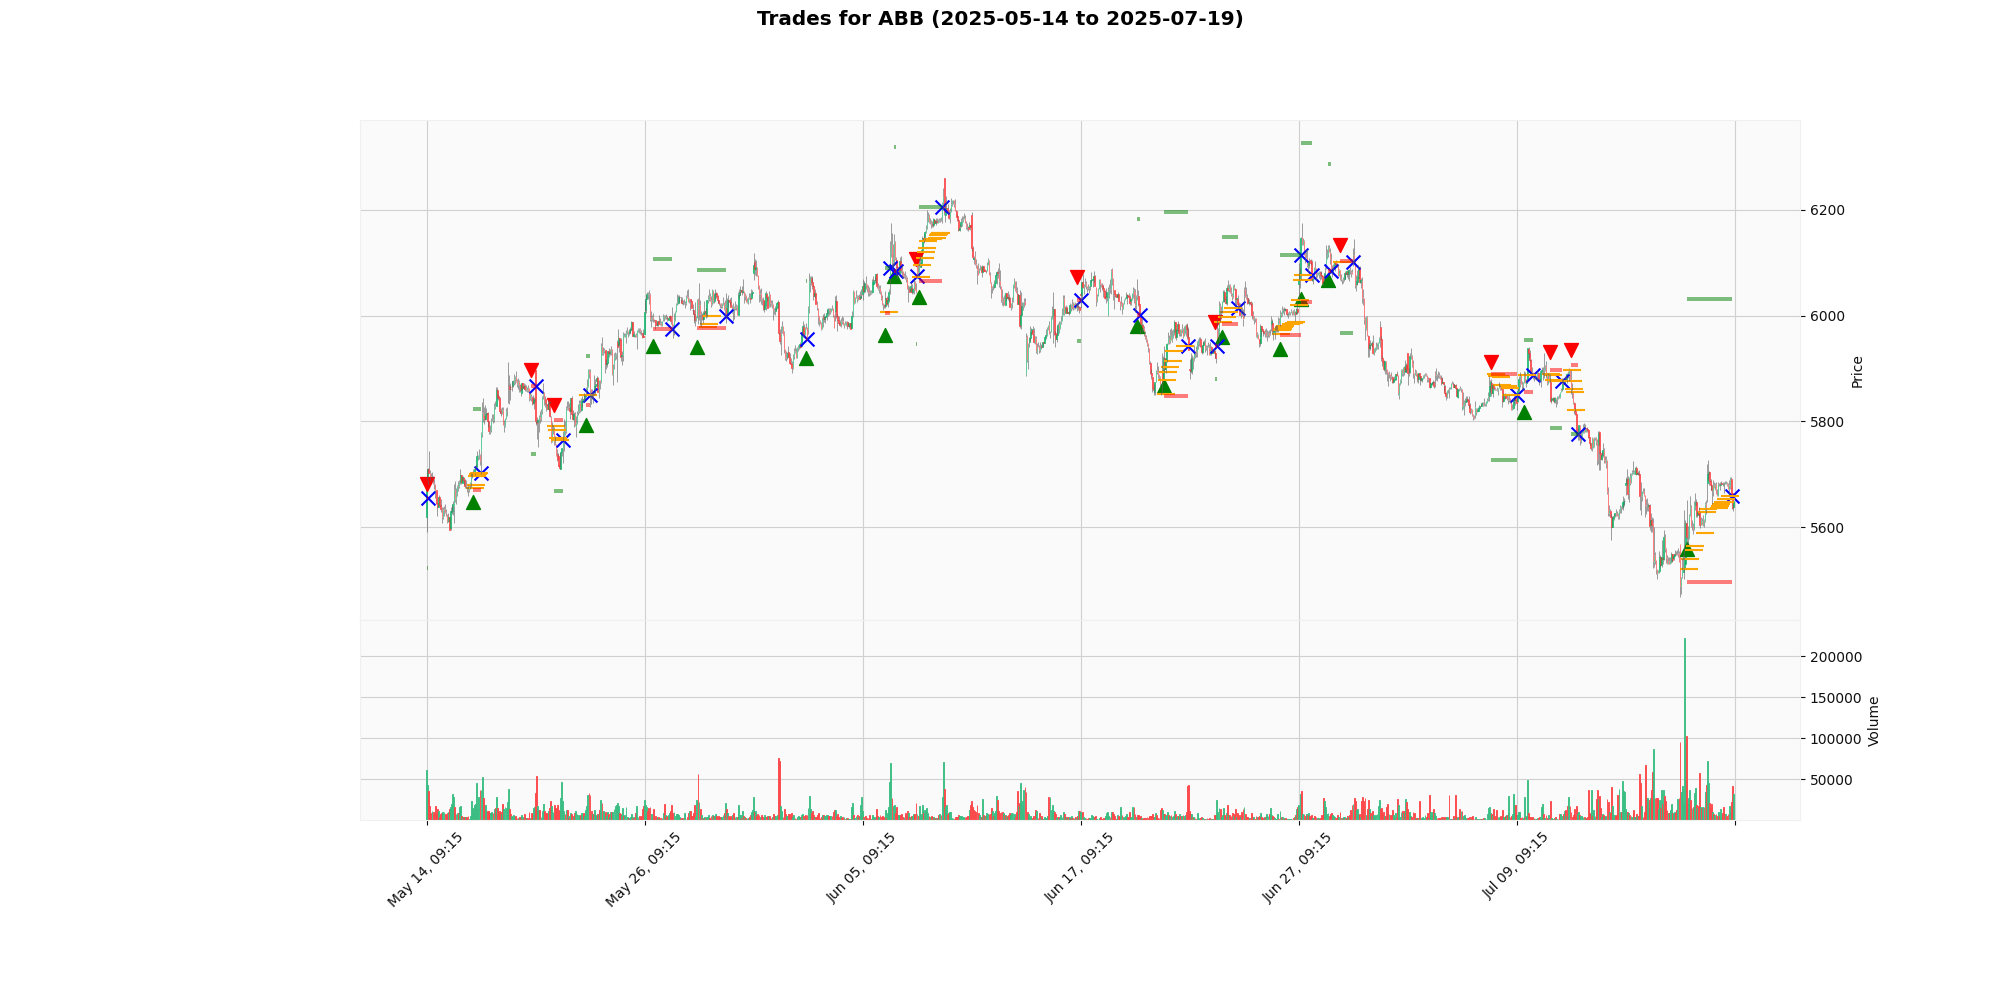 Trades for ABB (2025-05-14 to 2025-07-19)
6200
6000
5800
5600
Price
200000
150000
100000
50000
Volume
May 14, 09:15
May 26, 09:15
Jun 05, 09:15
Jun 17, 09:15
Jun 27, 09:15
Jul 09, 09:15